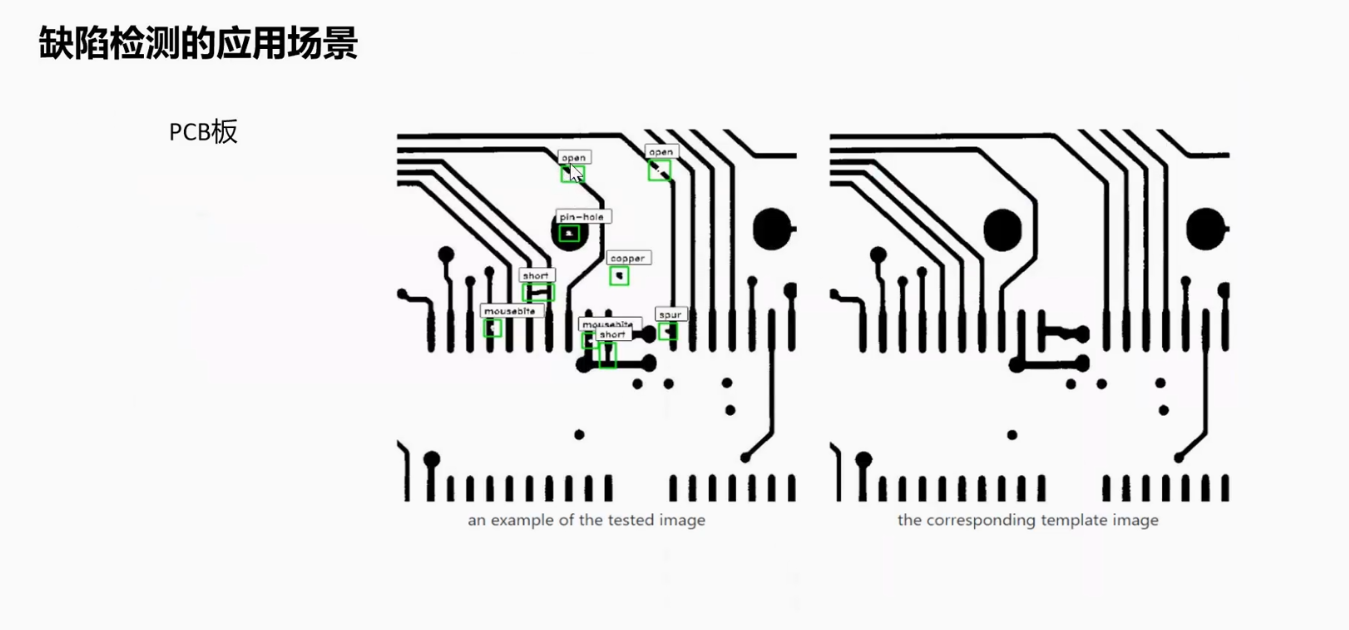 缺陷检测的应用场景
PCB板
open
open
pin-hole
copper
short
mousebite
mousebite
short
spur
an example of the tested image
the corresponding template image